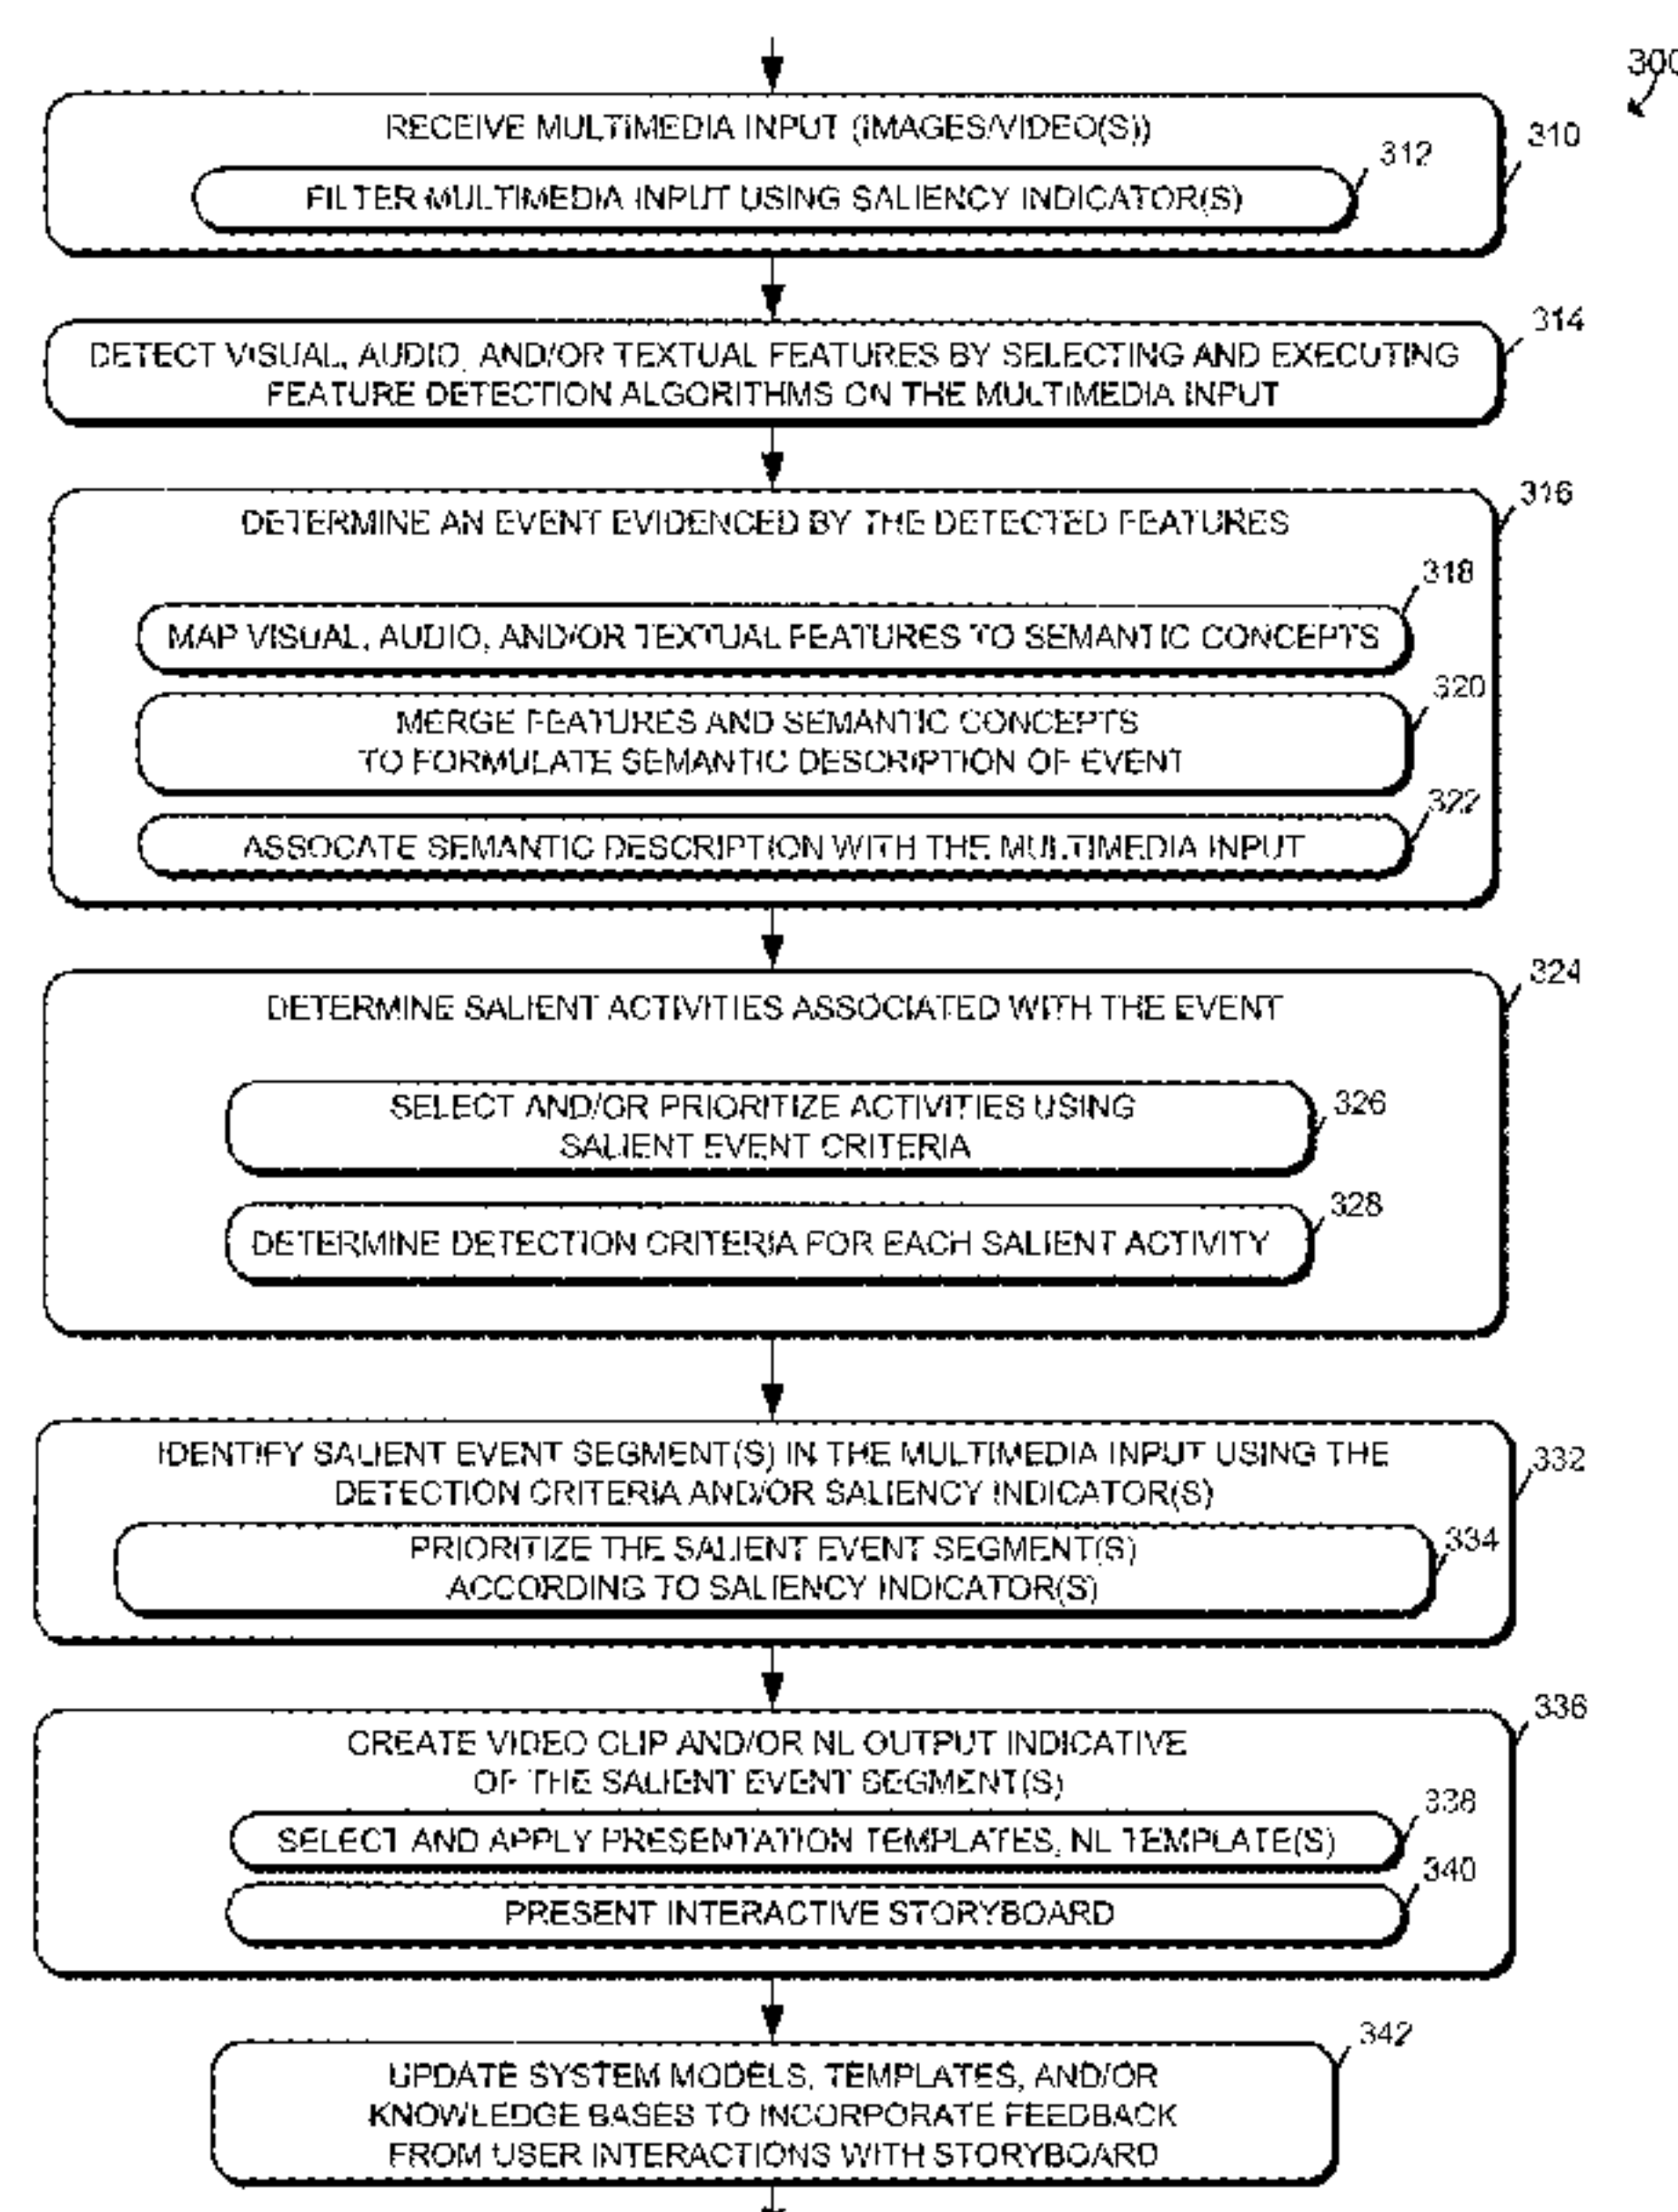 300
RECEIVE MULTIMEDIA INPUT (IMAGES/VIDEO(S))
310
312
FILTER MULTIMEDIA INPUT USING SALIENCY INDICATOR(S)
314
DETECT VISUAL, AUDIO, AND/OR TEXTUAL FEATURES BY SELECTING AND EXECUTING
FEATURE DETECTION ALGORITHMS ON THE MULTIMEDIA INPUT
316
DETERMINE AN EVENT EVIDENCED BY THE DETECTED FEATURES
318
MAP VISUAL, AUDIO, AND/OR TEXTUAL FEATURES TO SEMANTIC CONCEPTS
320
MERGE FEATURES AND SEMANTIC CONCEPTS
TO FORMULATE SEMANTIC DESCRIPTION OF EVENT
322
ASSOCATE SEMANTIC DESCRIPTION WITH THE MULTIMEDIA INPUT
324
DETERMINE SALIENT ACTIVITIES ASSOCIATED WITH THE EVENT
326
SELECT AND/OR PRIORITIZE ACTIVITIES USING
SALIENT EVENT CRITERIA
328
DETERMINE DETECTION CRITERIA FOR EACH SALIENT ACTIVITY
332
IDENTIFY SALIENT EVENT SEGMENT(S) IN THE MULTIMEDIA INPUT USING THE
DETECTION CRITERIA AND/OR SALIENCY INDICATOR(S)
334
PRIORITIZE THE SALIENT EVENT SEGMENT(S)
ACCORDING TO SALIENCY INDICATOR(S)
336
CREATE VIDEO CLIP AND/OR NL OUTPUT INDICATIVE
OF THE SALIENT EVENT SEGMENT(S)
338
SELECT AND APPLY PRESENTATION TEMPLATES, NL TEMPLATE(S)
340
PRESENT INTERACTIVE STORYBOARD
342
UPDATE SYSTEM MODELS, TEMPLATES, AND/OR
KNOWLEDGE BASES TO INCORPORATE FEEDBACK
FROM USER INTERACTIONS WITH STORYBOARD